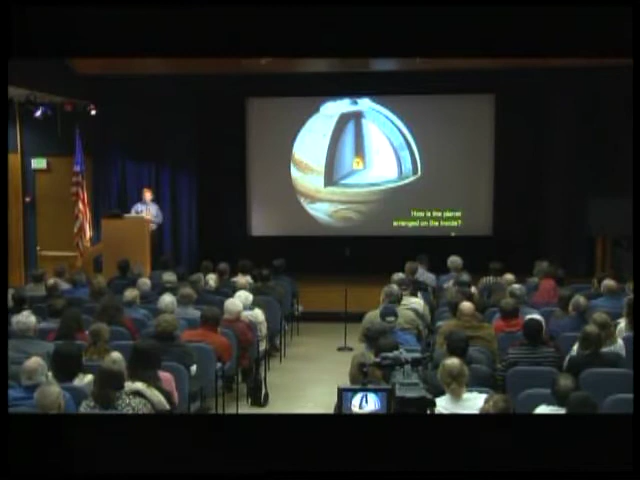 How is the planet
arranged on the inside?